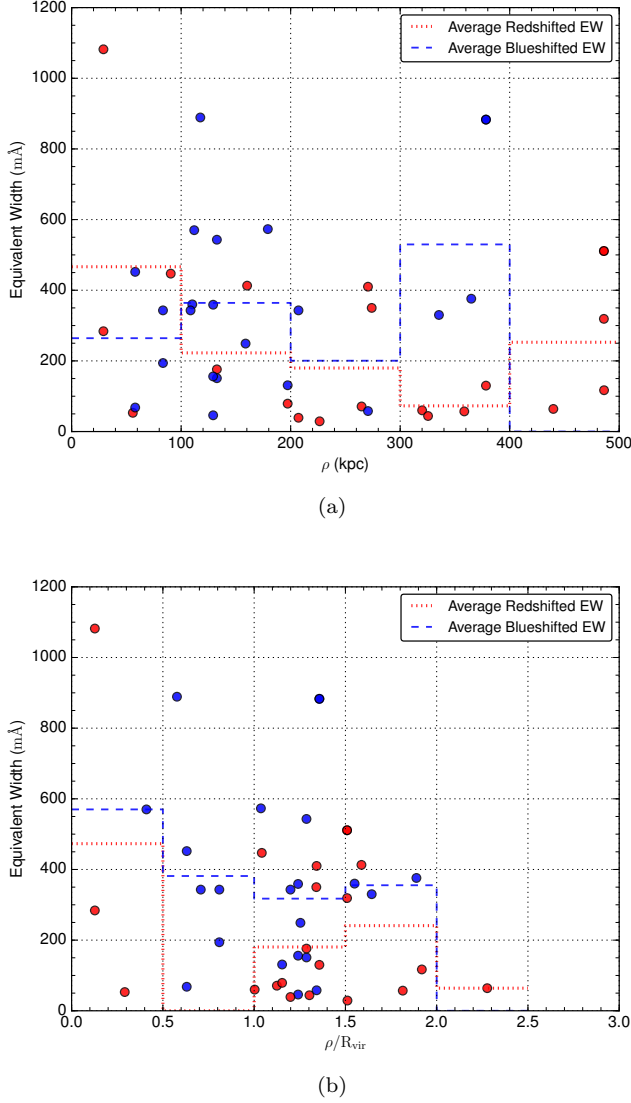 1200
1000
800
600
400
200
0
Equivalent Width (mÅ)
Average Redshifted EW
Average Blueshifted EW
0 100 200 300 400 500
ρ (kpc)
(a)
1200
1000
800
600
400
200
0
Equivalent Width (mÅ)
Average Redshifted EW
Average Blueshifted EW
0.0 0.5 1.0 1.5 2.0 2.5 3.0
ρ/Rvir
(b)